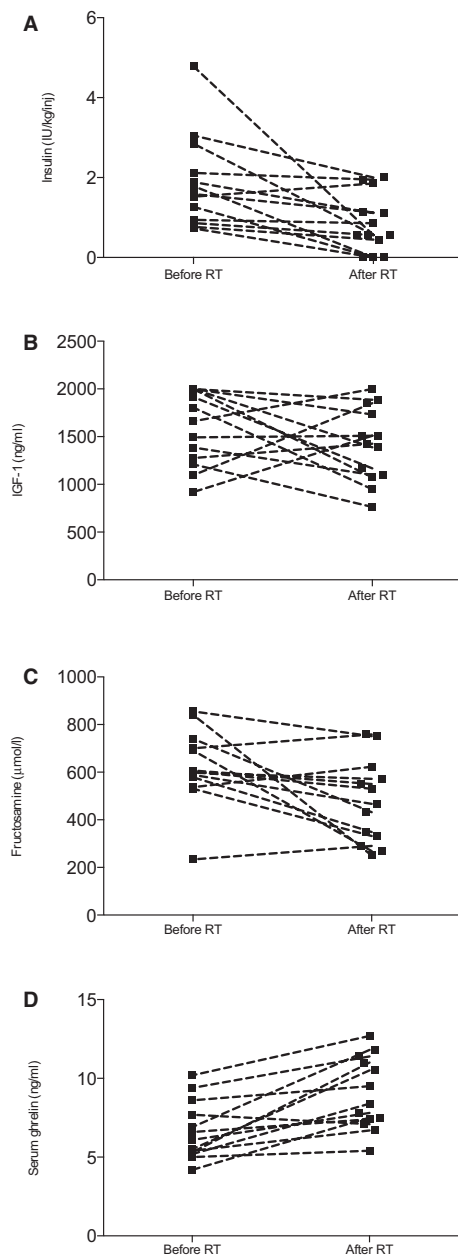 A
6
4
2
0
Insulin (IU/kg/inj)
Before RT
After RT
B
2500
2000
1500
1000
500
0
IGF-1 (ng/ml)
Before RT
After RT
C
1000
800
600
400
200
0
Fructosamine (μmol/l)
Before RT
After RT
D
15
10
5
0
Serum ghrelin (ng/ml)
Before RT
After RT